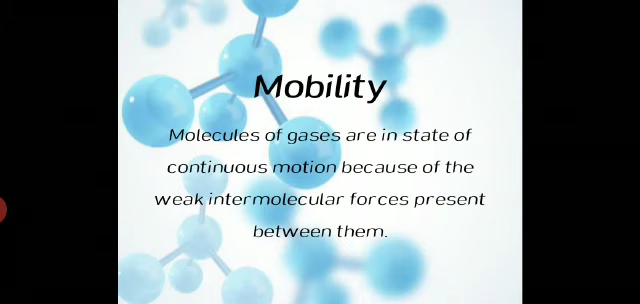 Mobility
Molecules of gases are in state of
continuous motion because of the
weak intermolecular forces present
between them.